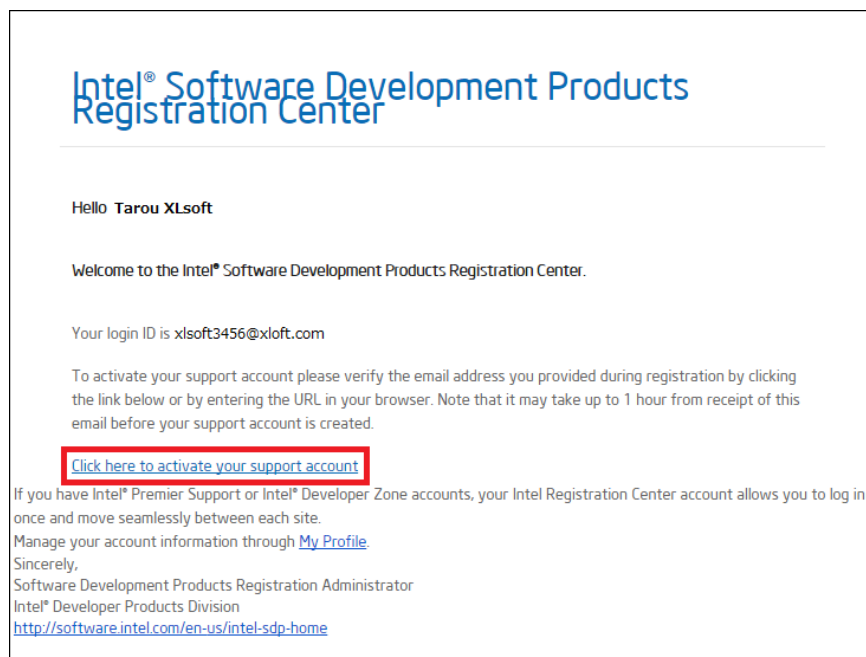 Intel® Software Development Products
Registration Center
Hello Tarou XLsoft
Welcome to the Intel® Software Development Products Registration Center.
Your login ID is xlsoft3456@xloft.com
To activate your support account please verify the email address you provided during registration by clicking
the link below or by entering the URL in your browser. Note that it may take up to 1 hour from receipt of this
email before your support account is created.
Click here to activate your support account
If you have Intel® Premier Support or Intel® Developer Zone accounts, your Intel Registration Center account allows you to log in
once and move seamlessly between each site.
Manage your account information through My Profile.
Sincerely,
Software Development Products Registration Administrator
Intel® Developer Products Division
http://software.intel.com/en-us/intel-sdp-home